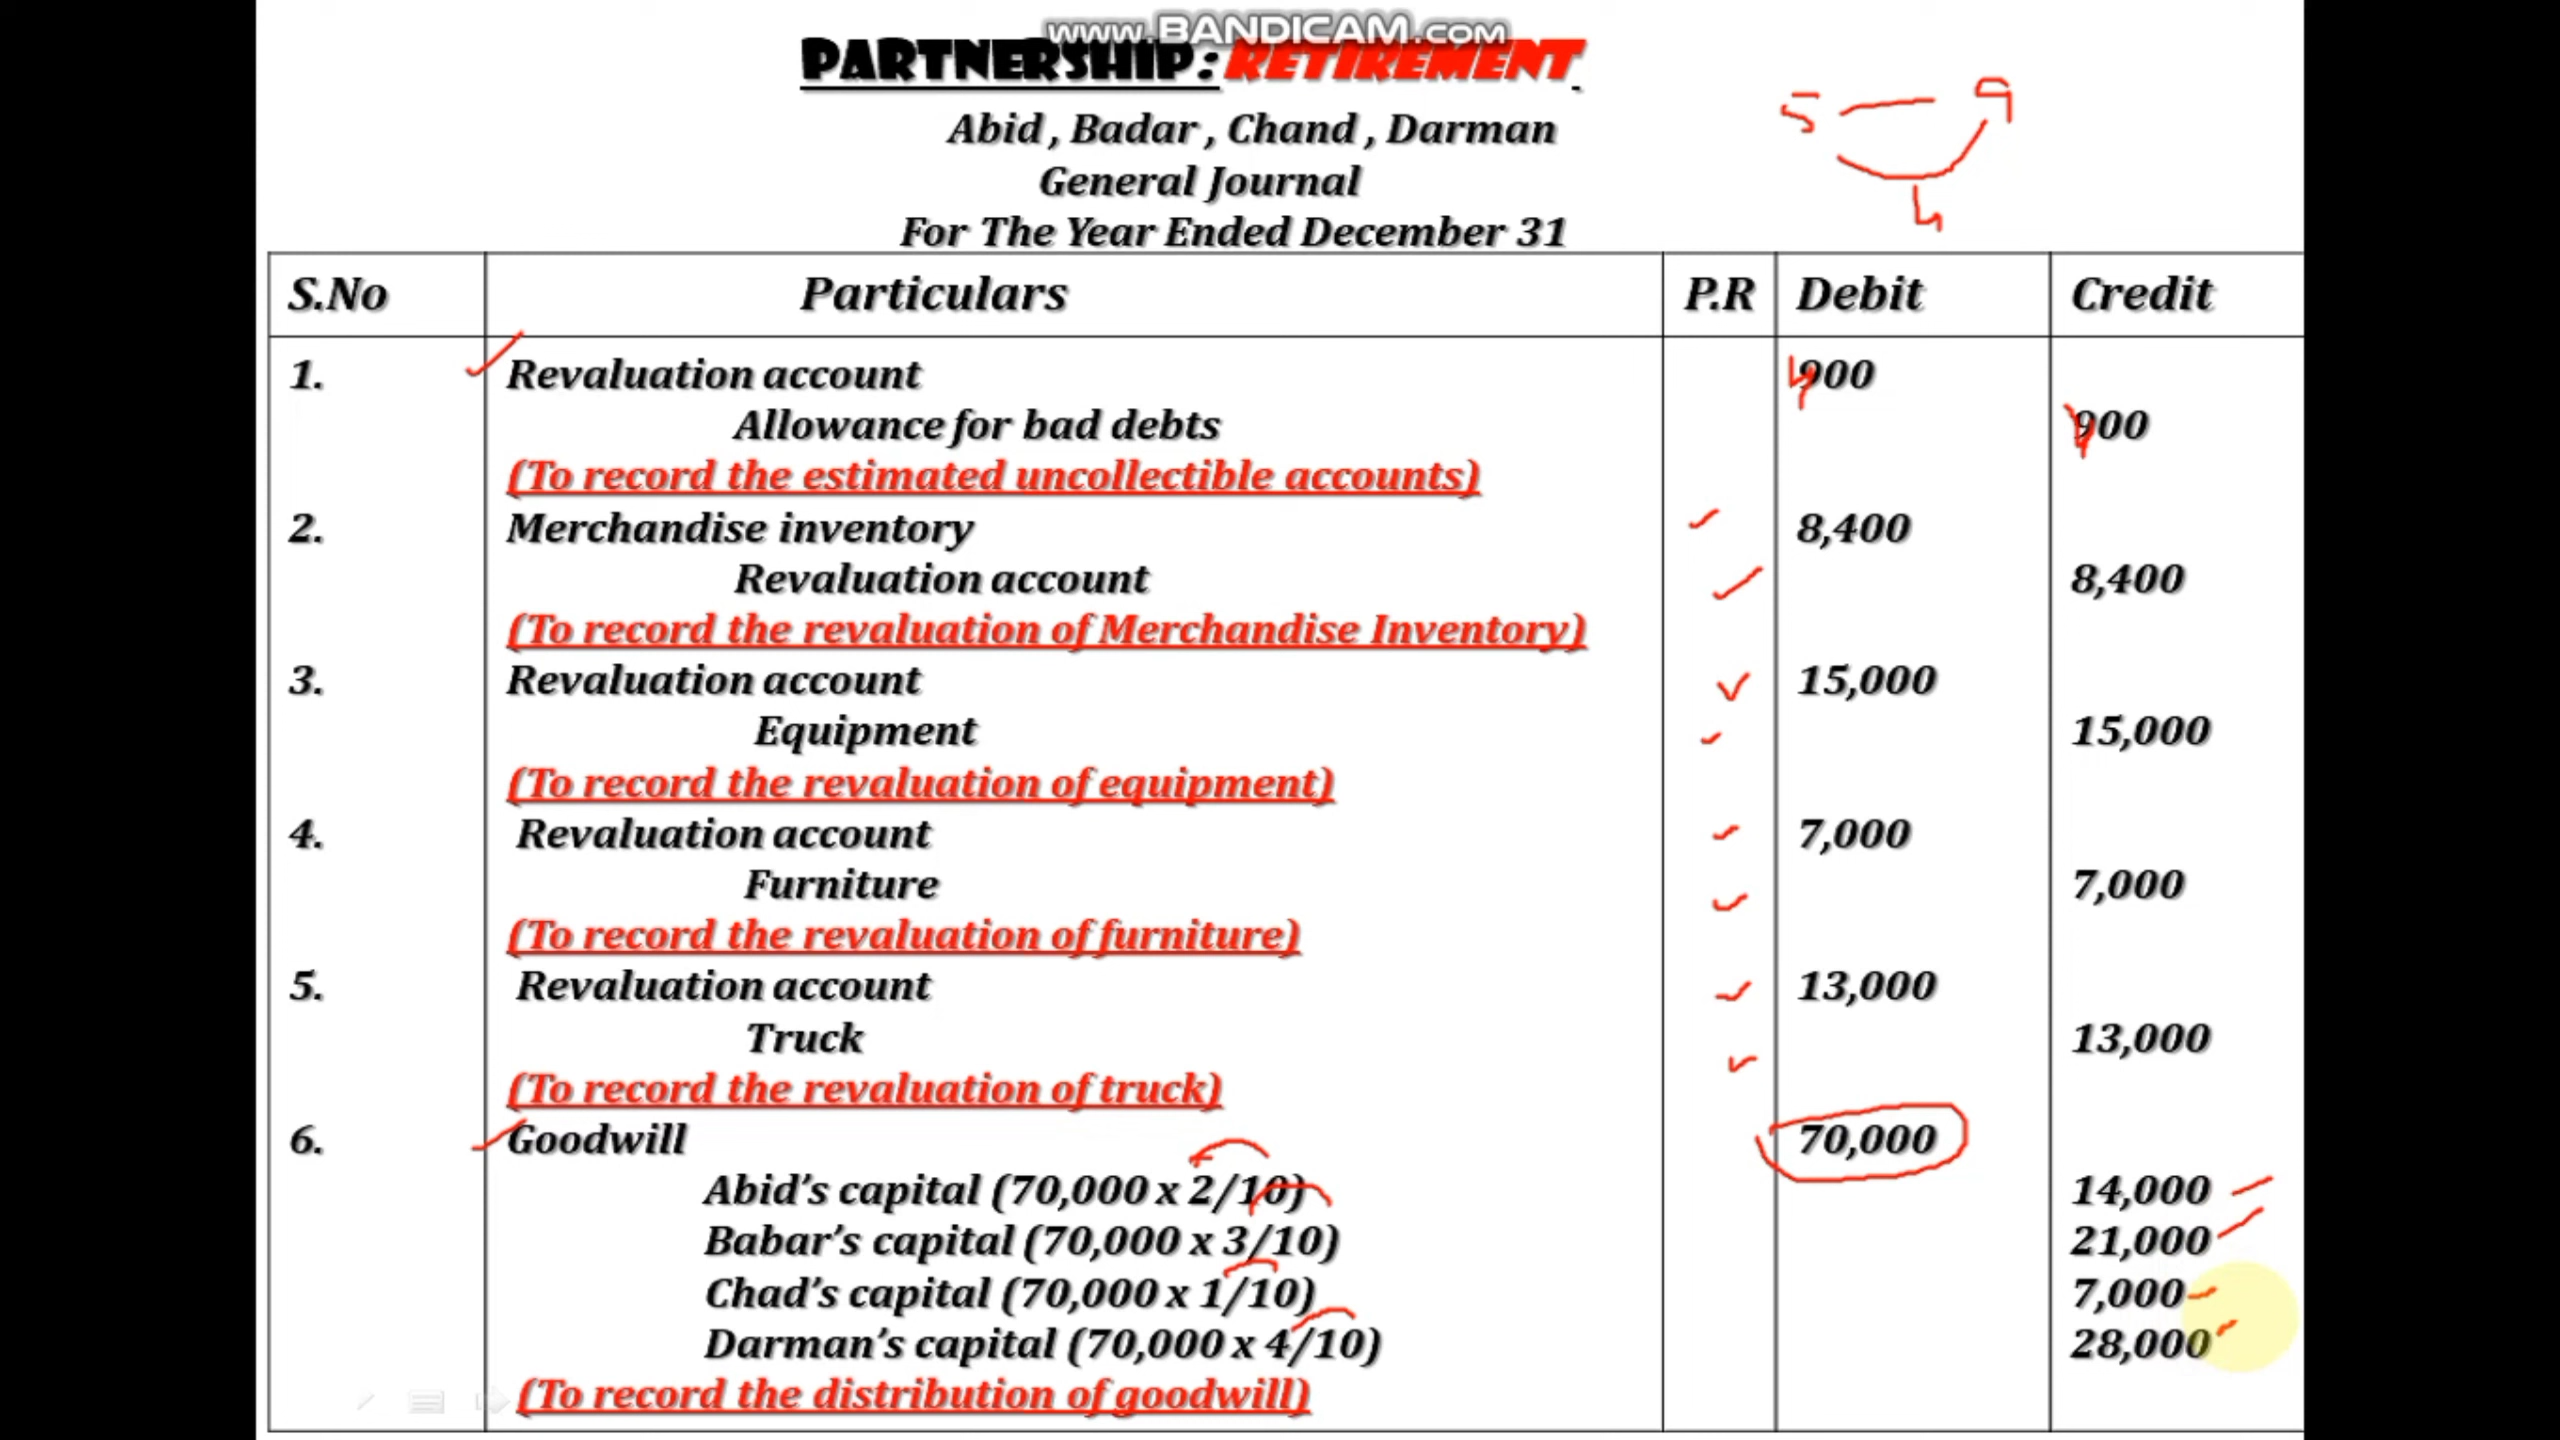 www.BANDICAM.com
PARTNERSHIP: RETIREMENT
Abid , Badar , Chand , Darman
General Journal
For The Year Ended December 31
5 9
4
S.No Particulars P.R Debit Credit
1. Revaluation account 900
Allowance for bad debts 900
(To record the estimated uncollectible accounts)
2. Merchandise inventory 8,400
Revaluation account 8,400
(To record the revaluation of Merchandise Inventory)
3. Revaluation account 15,000
Equipment 15,000
(To record the revaluation of equipment)
4. Revaluation account 7,000
Furniture 7,000
(To record the revaluation of furniture)
5. Revaluation account 13,000
Truck 13,000
(To record the revaluation of truck)
6. Goodwill 70,000
Abid’s capital (70,000 x 2/10) 14,000
Babar’s capital (70,000 x 3/10) 21,000
Chad’s capital (70,000 x 1/10) 7,000
Darman’s capital (70,000 x 4/10) 28,000
(To record the distribution of goodwill)